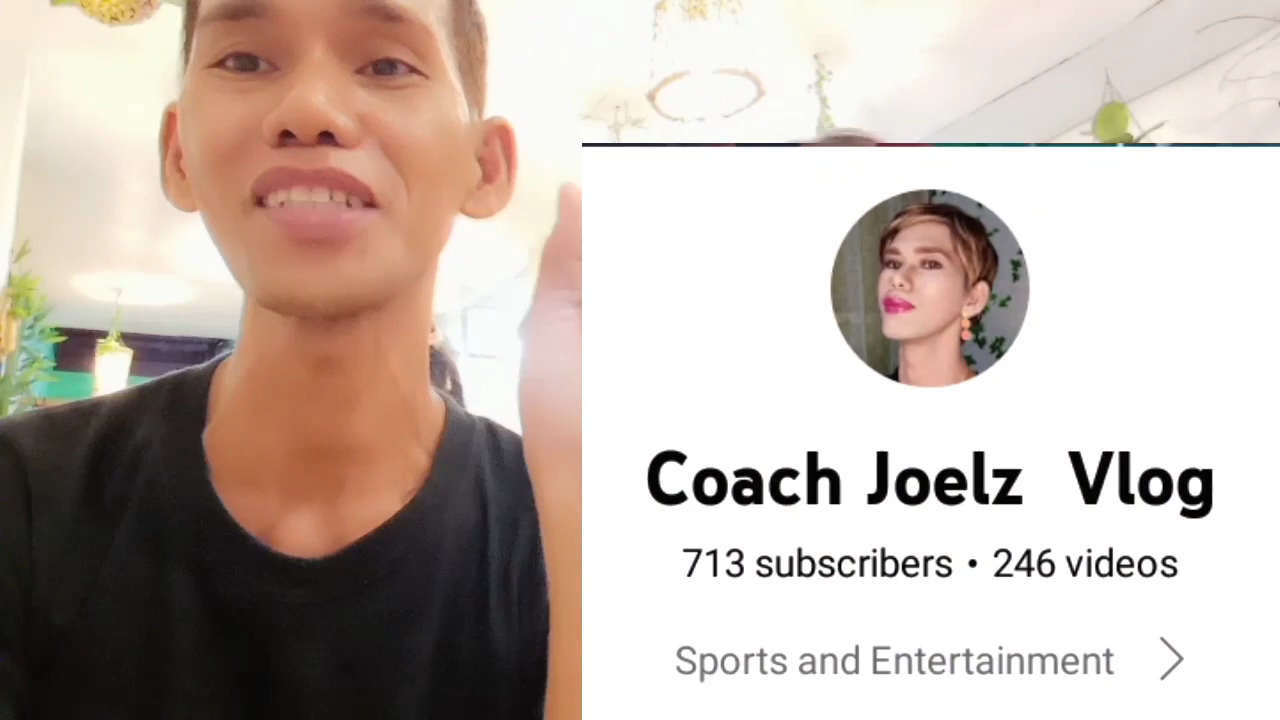 Coach Joelz Vlog
713 subscribers • 246 videos
Sports and Entertainment